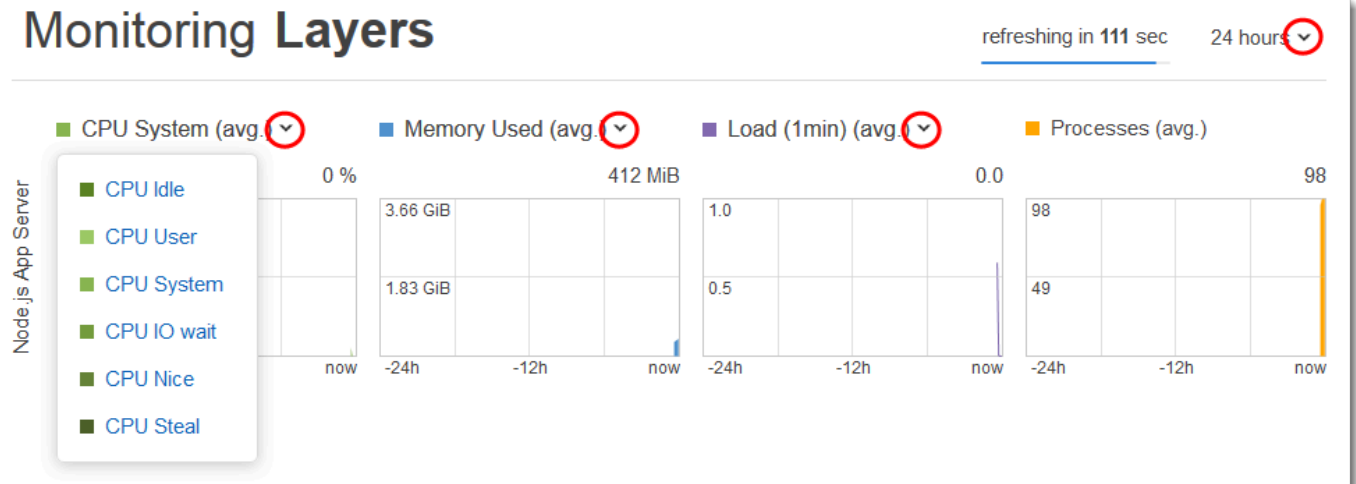 Monitoring Layers
refreshing in 111 sec
24 hours
CPU System (avg.)
Memory Used (avg.)
Load (1min) (avg.)
Processes (avg.)
Node.js App Server
CPU Idle
CPU User
CPU System
CPU IO wait
CPU Nice
CPU Steal
0 %
now
412 MiB
3.66 GiB
1.83 GiB
-24h
-12h
now
0.0
1.0
0.5
-24h
-12h
now
98
98
49
-24h
-12h
now